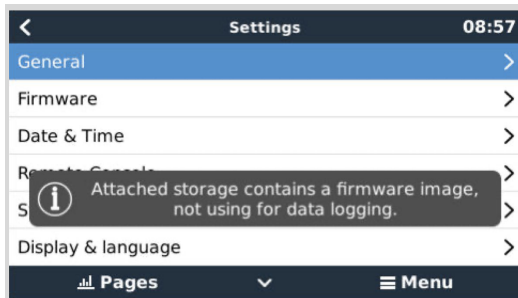 Settings 08:57
General
Firmware
Date & Time
Attached storage contains a firmware image,
not using for data logging.
Display & language
Pages Menu